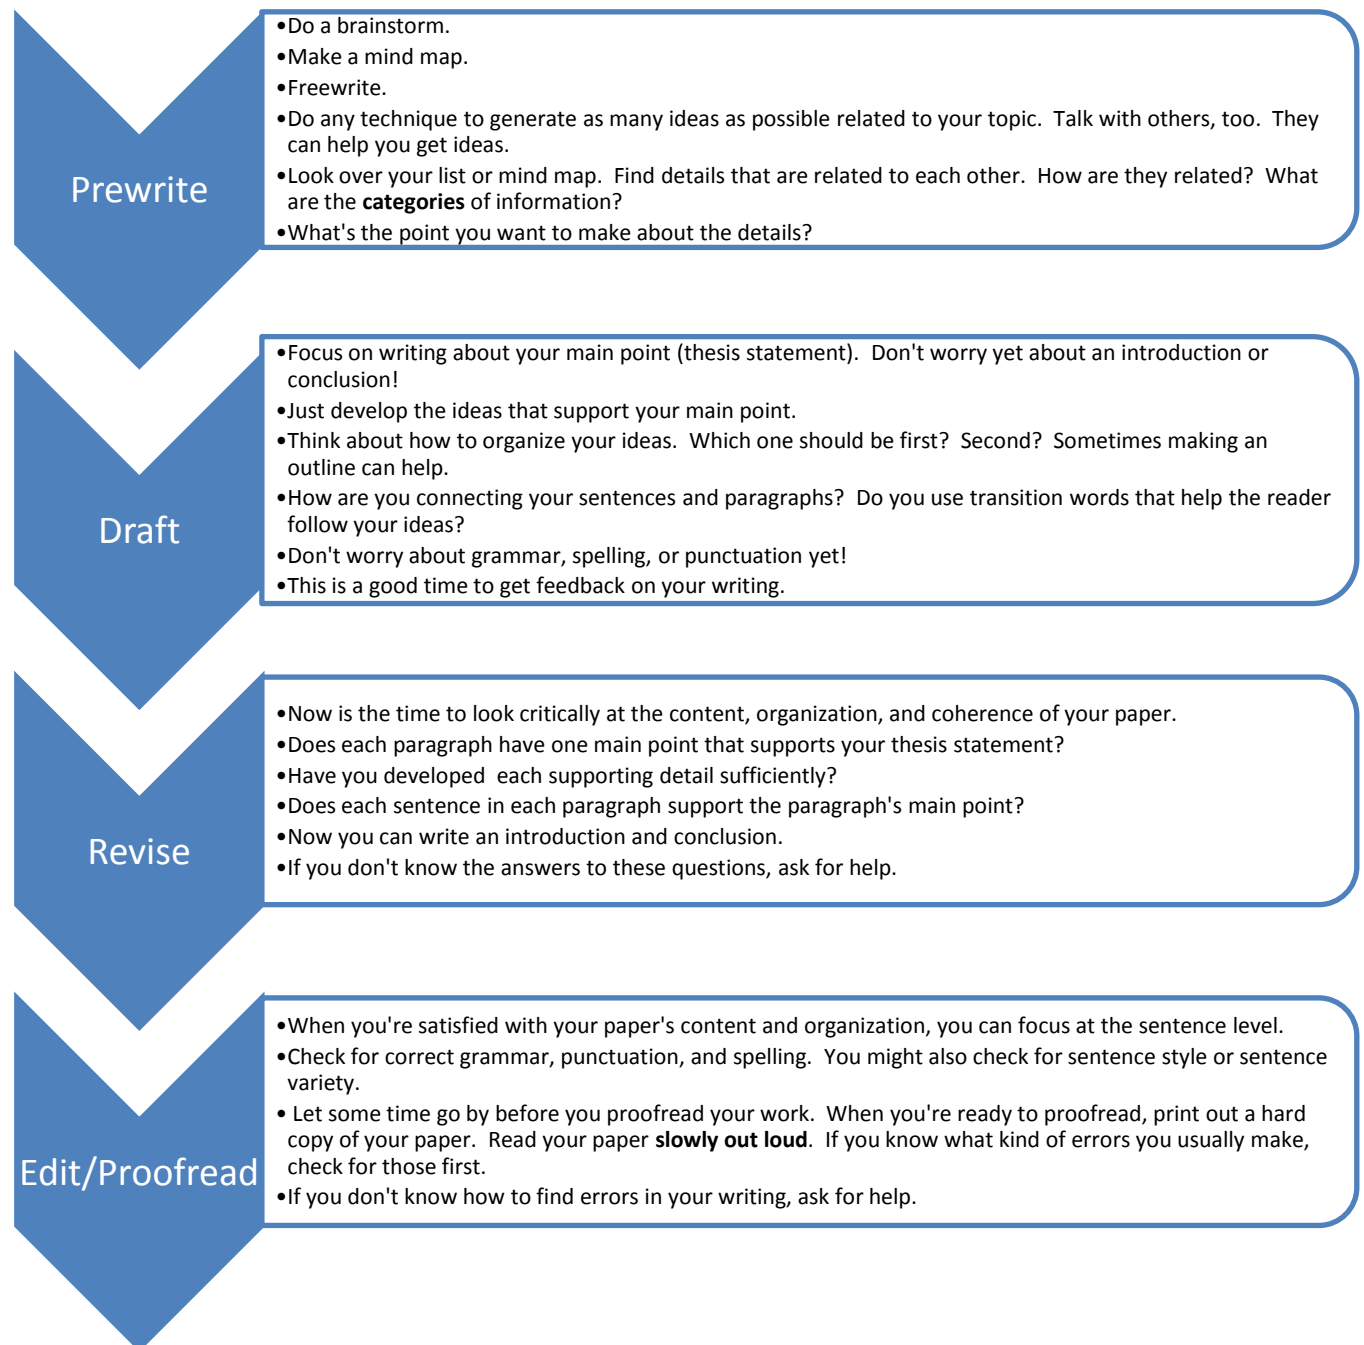 Prewrite
•Do a brainstorm.
•Make a mind map.
•Freewrite.
•Do any technique to generate as many ideas as possible related to your topic.  Talk with others, too.  They
can help you get ideas.
•Look over your list or mind map.  Find details that are related to each other.  How are they related?  What
are the categories of information?
•What's the point you want to make about the details?
Draft
•Focus on writing about your main point (thesis statement).  Don't worry yet about an introduction or
conclusion!
•Just develop the ideas that support your main point.
•Think about how to organize your ideas.  Which one should be first?  Second?  Sometimes making an
outline can help.
•How are you connecting your sentences and paragraphs?  Do you use transition words that help the reader
follow your ideas?
•Don't worry about grammar, spelling, or punctuation yet!
•This is a good time to get feedback on your writing.
Revise
•Now is the time to look critically at the content, organization, and coherence of your paper.
•Does each paragraph have one main point that supports your thesis statement?
•Have you developed  each supporting detail sufficiently?
•Does each sentence in each paragraph support the paragraph's main point?
•Now you can write an introduction and conclusion.
•If you don't know the answers to these questions, ask for help.
Edit/Proofread
•When you're satisfied with your paper's content and organization, you can focus at the sentence level.
•Check for correct grammar, punctuation, and spelling.  You might also check for sentence style or sentence
variety.
• Let some time go by before you proofread your work.  When you're ready to proofread, print out a hard
copy of your paper.  Read your paper slowly out loud.  If you know what kind of errors you usually make,
check for those first.
•If you don't know how to find errors in your writing, ask for help.